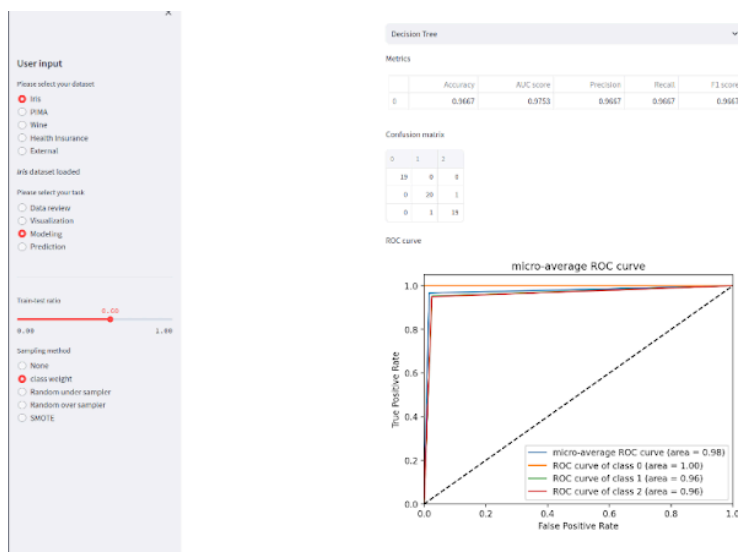 ×
User input
Please select your dataset
Iris
PIMA
Wine
Health Insurance
External
Iris dataset loaded
Please select your task
Data review
Visualization
Modeling
Prediction
Train-test ratio
0.60
0.00 1.00
Sampling method
None
class weight
Random under sampler
Random over sampler
SMOTE
Decision Tree
Metrics
Accuracy AUC score Precision Recall F1 score
0 0.9667 0.9753 0.9667 0.9667 0.9667
Confusion matrix
0 1 2
19 0 0
0 20 1
0 1 19
ROC curve
micro-average ROC curve
1.0
0.8
0.6
0.4
0.2
0.0
True Positive Rate
micro-average ROC curve (area = 0.98)
ROC curve of class 0 (area = 1.00)
ROC curve of class 1 (area = 0.96)
ROC curve of class 2 (area = 0.96)
0.0 0.2 0.4 0.6 0.8 1.0
False Positive Rate